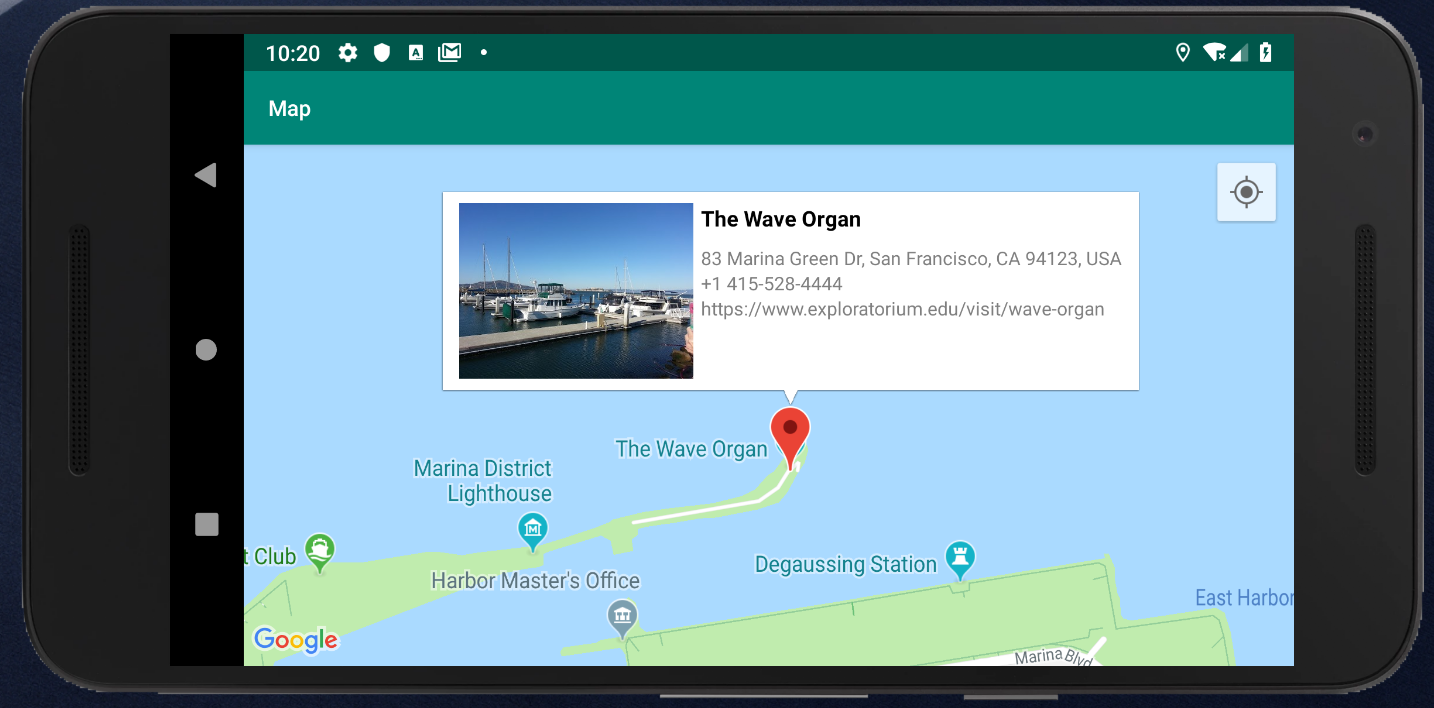 10:20
Map
The Wave Organ
83 Marina Green Dr, San Francisco, CA 94123, USA
+1 415-528-4444
https://www.exploratorium.edu/visit/wave-organ
The Wave Organ
Marina District
Lighthouse
t Club
Harbor Master's Office
Degaussing Station
East Harbor
Google
Marina Blvd